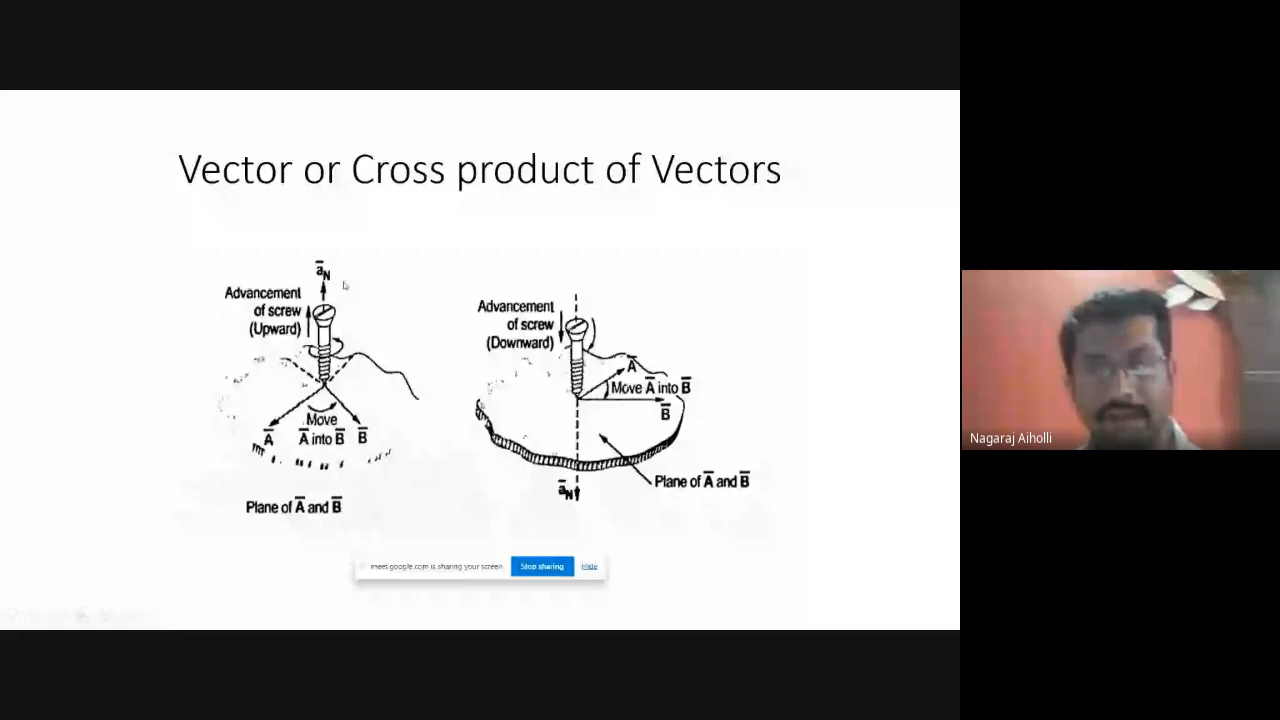 Vector or Cross product of Vectors
a̅N
Advancement
of screw
(Upward)
Move
A̅
A̅ into B̅
B̅
Plane of A̅ and B̅
Advancement
of screw
(Downward)
A̅
Move A̅ into B̅
B̅
a̅N
Plane of A̅ and B̅
meet.google.com is sharing your screen.
Stop sharing
Hide
Nagaraj Aiholli